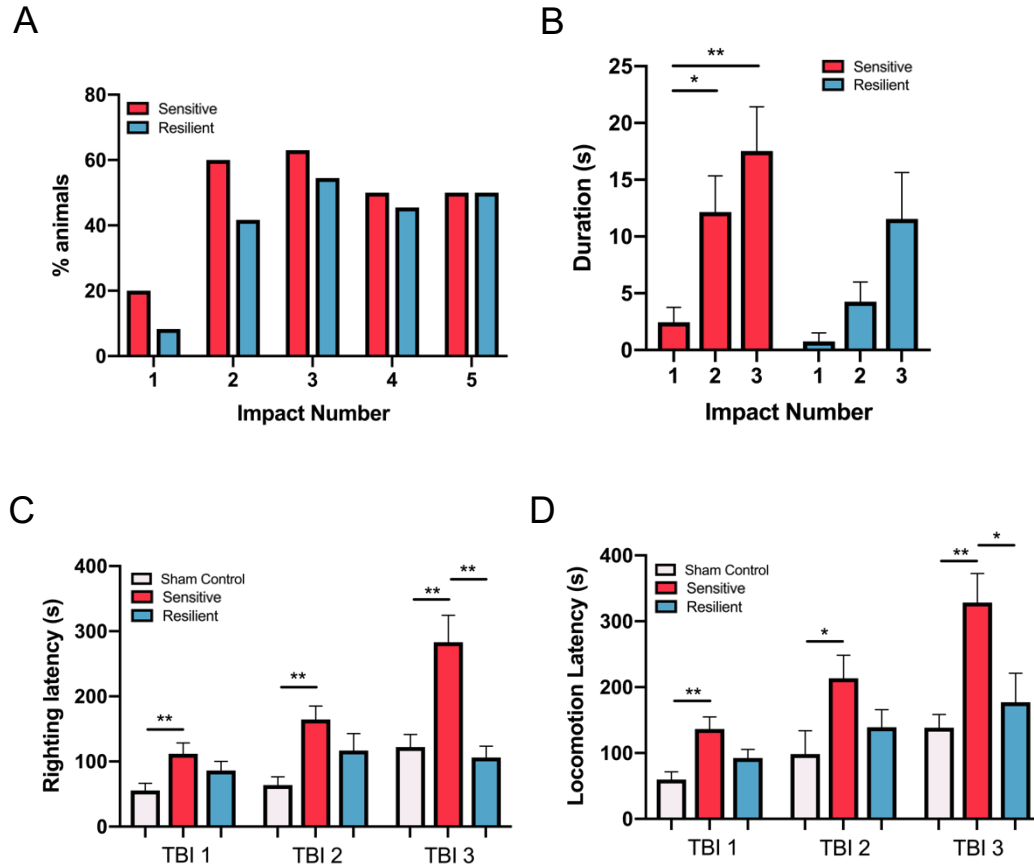 A
80
60
40
20
0
% animals
Sensitive
Resilient
1 2 3 4 5
Impact Number
B
25
20
15
10
5
0
Duration (s)
**
*
Sensitive
Resilient
1 2 3 1 2 3
Impact Number
C
400
300
200
100
0
Righting latency (s)
Sham Control
Sensitive
Resilient
**
**
**
**
TBI 1 TBI 2 TBI 3
D
400
300
200
100
0
Locomotion Latency (s)
Sham Control
Sensitive
Resilient
**
*
**
*
TBI 1 TBI 2 TBI 3